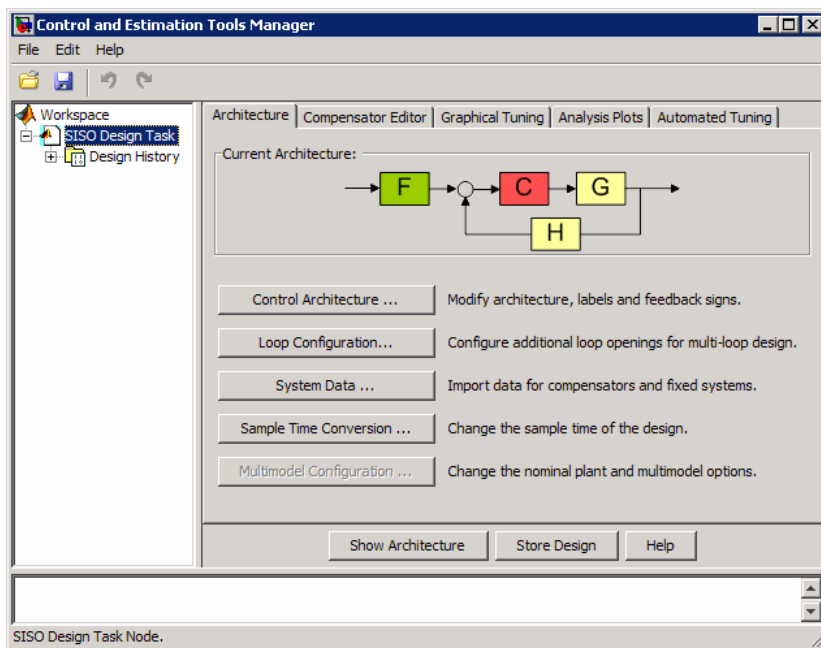 Control and Estimation Tools Manager
File Edit Help
Workspace
SISO Design Task
Design History
Architecture Compensator Editor Graphical Tuning Analysis Plots Automated Tuning
Current Architecture:
F C G
H
Control Architecture ... Modify architecture, labels and feedback signs.
Loop Configuration... Configure additional loop openings for multi-loop design.
System Data ... Import data for compensators and fixed systems.
Sample Time Conversion ... Change the sample time of the design.
Multimodel Configuration ... Change the nominal plant and multimodel options.
Show Architecture Store Design Help
SISO Design Task Node.